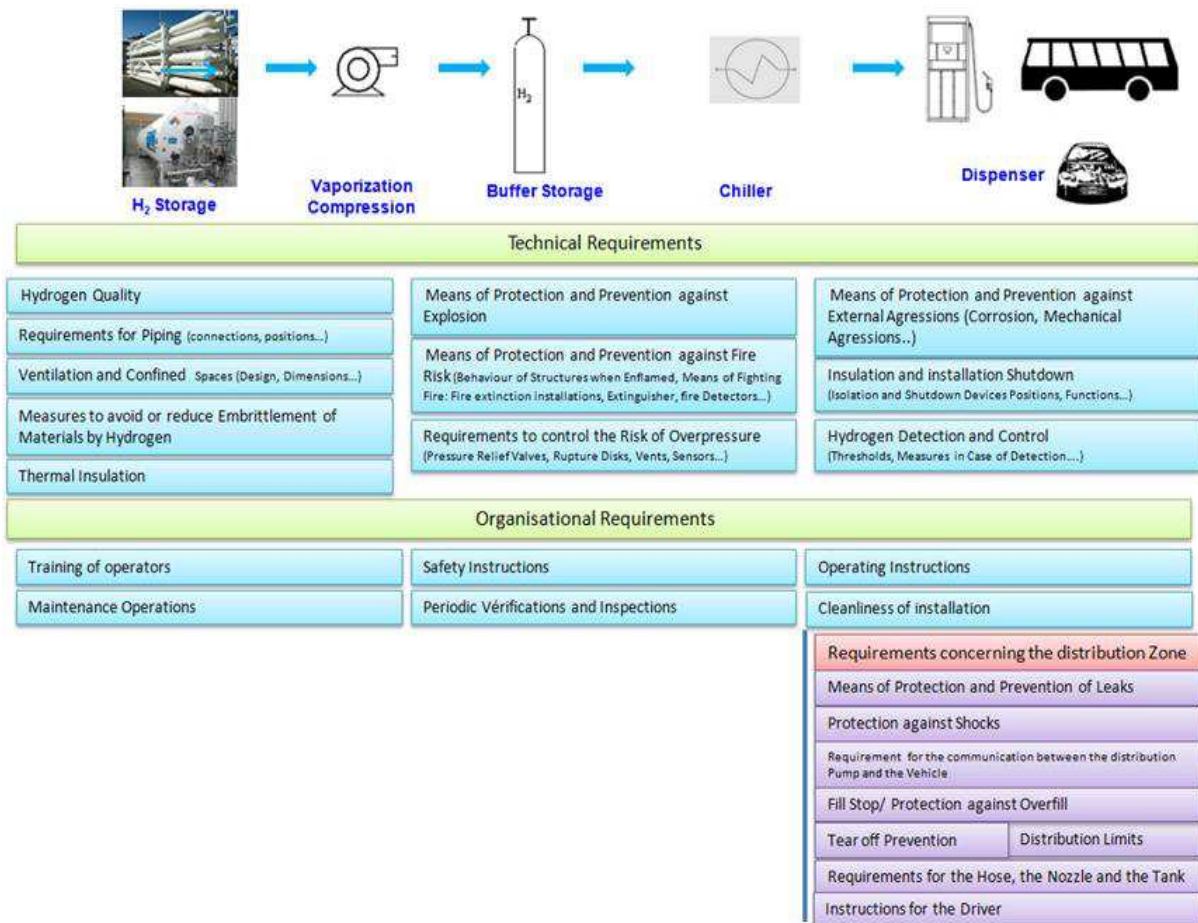 H₂
H₂ Storage
Vaporization
Compression
Buffer Storage
Chiller
Dispenser
Technical Requirements
Hydrogen Quality
Requirements for Piping (connections, positions...)
Ventilation and Confined Spaces (Design, Dimensions...)
Measures to avoid or reduce Embrittlement of
Materials by Hydrogen
Thermal Insulation
Means of Protection and Prevention against
Explosion
Means of Protection and Prevention against Fire
Risk (Behaviour of Structures when Enflamed, Means of Fighting
Fire: Fire extinction installations, Extinguisher, fire Detectors...)
Requirements to control the Risk of Overpressure
(Pressure Relief Valves, Rupture Disks, Vents, Sensors...)
Means of Protection and Prevention against
External Agressions (Corrosion, Mechanical
Agressions..)
Insulation and installation Shutdown
(Isolation and Shutdown Devices Positions, Functions...)
Hydrogen Detection and Control
(Thresholds, Measures in Case of Detection....)
Organisational Requirements
Training of operators
Safety Instructions
Operating Instructions
Maintenance Operations
Periodic Vérifications and Inspections
Cleanliness of installation
Requirements concerning the distribution Zone
Means of Protection and Prevention of Leaks
Protection against Shocks
Requirement for the communication between the distribution
Pump and the Vehicle
Fill Stop/ Protection against Overfill
Tear off Prevention
Distribution Limits
Requirements for the Hose, the Nozzle and the Tank
Instructions for the Driver